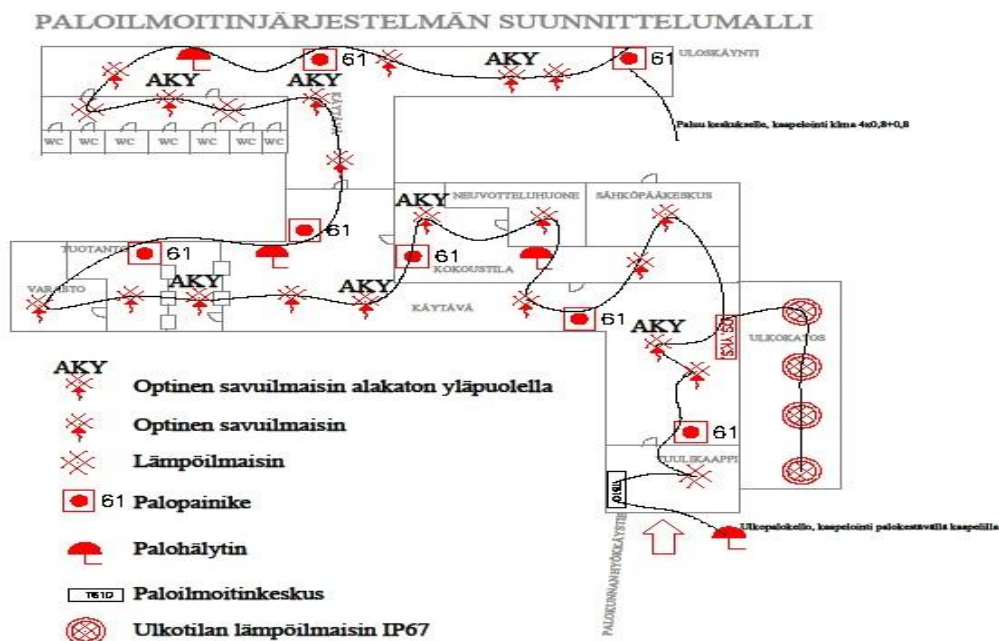 PALOILMOITINJÄRJESTELMÄN SUUNNITTELUMALLI
61
AKY
61
ULOSKÄYNTI
AKY
AKY
KÄYTÄVÄ
Paluu keskukselle, kaapelointi klma 4x0,8+0,8
WC WC WC WC WC WC WC
AKY
NEUVOTTELUHUONE
SÄHKÖPÄÄKESKUS
61
TUOTANTO
61
61
KOKOUSTILA
VARASTO
AKY
AKY
KÄYTÄVÄ
61
AKY
ULKOKATOS
61
TUULIKAAPPI
Ulkopalokello, kaapelointi palokestävällä kaapelilla
PALOKUNNANHYÖKKÄYSTIE
AKY
Optinen savuilmaisin alakaton yläpuolella
Optinen savuilmaisin
Lämpöilmaisin
61 Palopainike
Palohälytin
Paloilmoitinkeskus
Ulkotilan lämpöilmaisin IP67